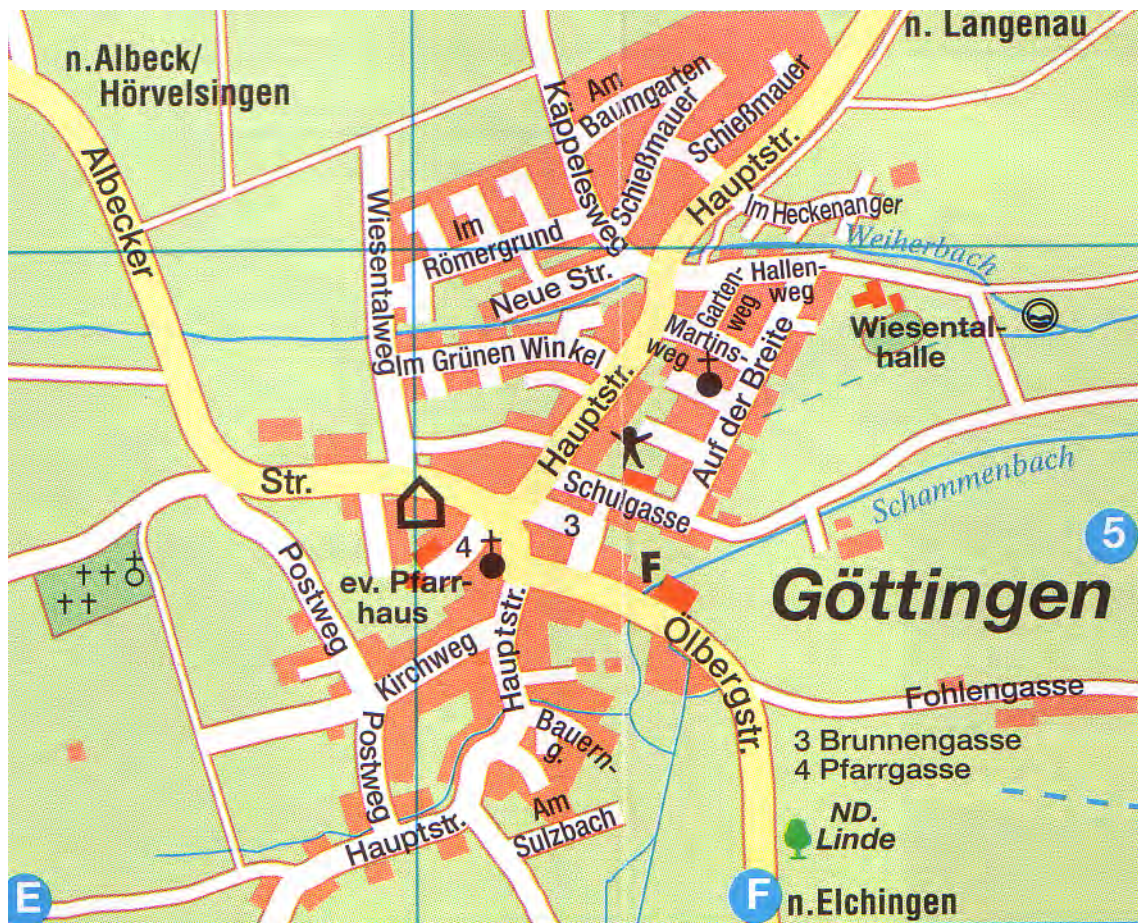 n. Langenau
n.Albeck/
Hörvelsingen
Am
Baumgarten
Käppelesweg
Schießmauer
Schießmauer
Hauptstr.
Albecker
Str.
Wiesentalweg
Im
Römergrund
Im Heckenanger
Weiherbach
Neue Str.
Hallen-
weg
Garten-
weg
Martins-
weg
Wiesental-
halle
Im Grünen Winkel
Hauptstr.
Auf der Breite
Schulgasse
Schammenbach
3
4
5
F
Göttingen
ev. Pfarr-
haus
Postweg
Kirchweg
Hauptstr.
Ölbergstr.
Fohlengasse
Postweg
Bauern-
g.
3 Brunnengasse
4 Pfarrgasse
Am
Sulzbach
Hauptstr.
ND.
Linde
E
F
n.Elchingen